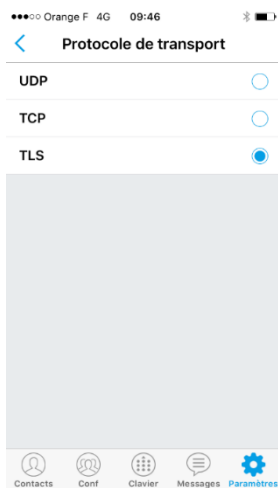 Orange F 4G 09:46
Protocole de transport
UDP
TCP
TLS
Contacts Conf Clavier Messages Paramètres